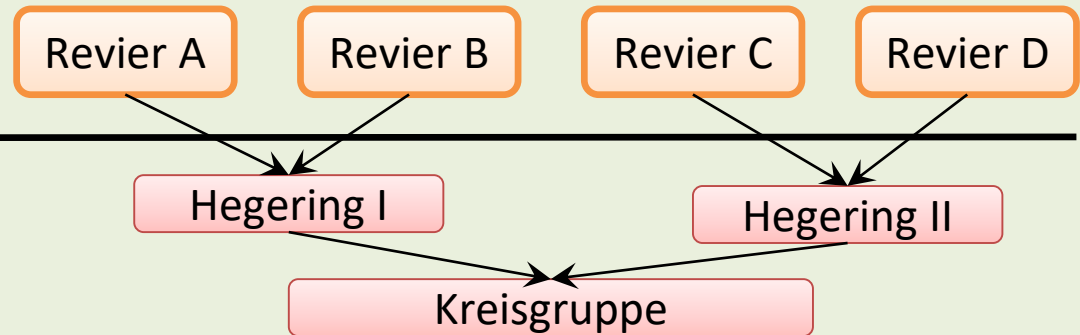 Revier A
Revier B
Revier C
Revier D
Hegering I
Hegering II
Kreisgruppe